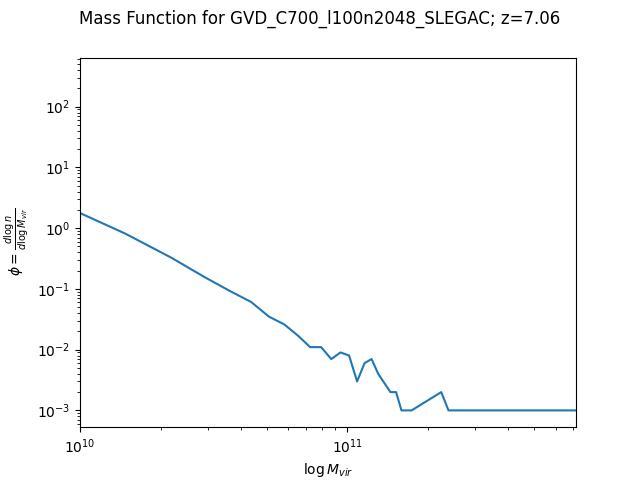 Mass Function for GVD_C700_l100n2048_SLEGAC; z=7.06
10²
10¹
10⁰
10⁻¹
10⁻²
10⁻³
ϕ = d log n / d log M_vir
10¹⁰
10¹¹
log M_vir